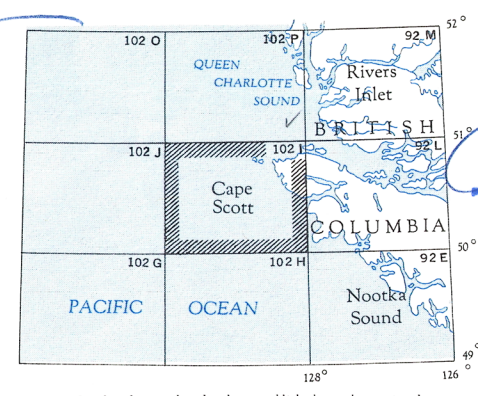 52°
102 O
102 P
92 M
QUEEN
CHARLOTTE
SOUND
Rivers
Inlet
BRITISH
51°
102 J
102 I
92 L
Cape
Scott
COLUMBIA
50°
102 G
102 H
92 E
PACIFIC OCEAN
Nootka
Sound
49°
128°
126